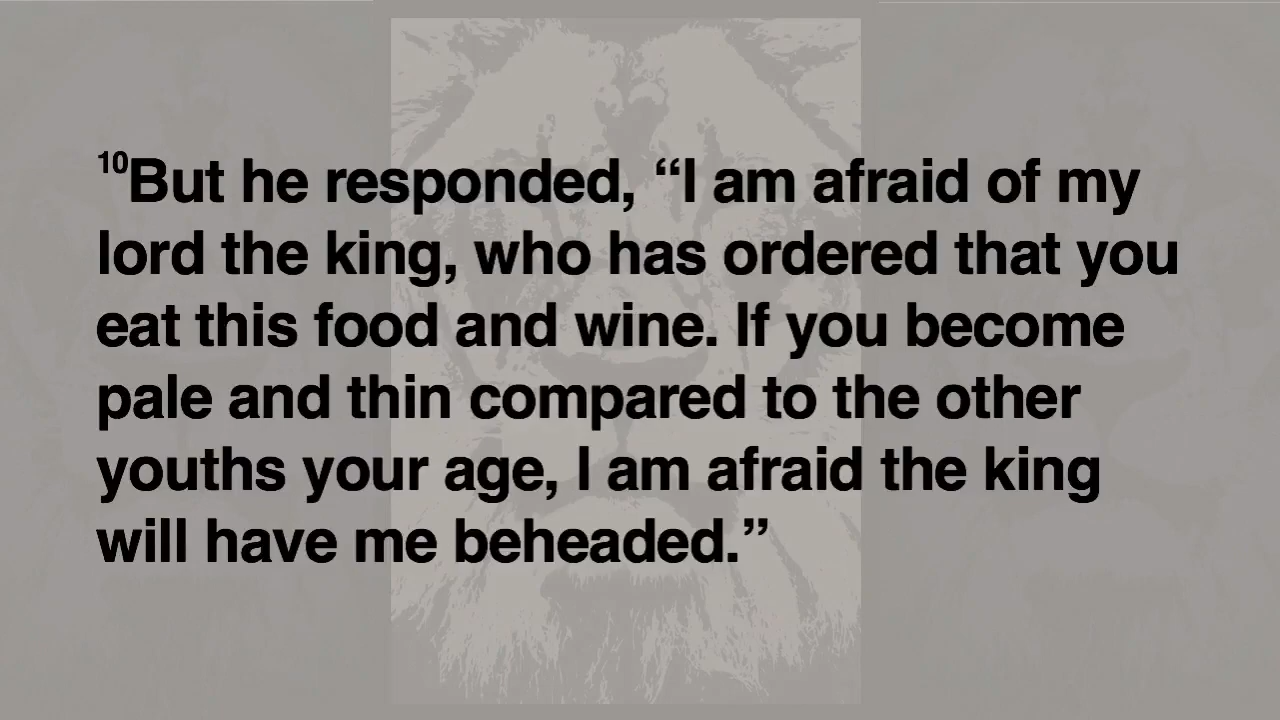 ¹⁰But he responded, “I am afraid of my
lord the king, who has ordered that you
eat this food and wine. If you become
pale and thin compared to the other
youths your age, I am afraid the king
will have me beheaded.”